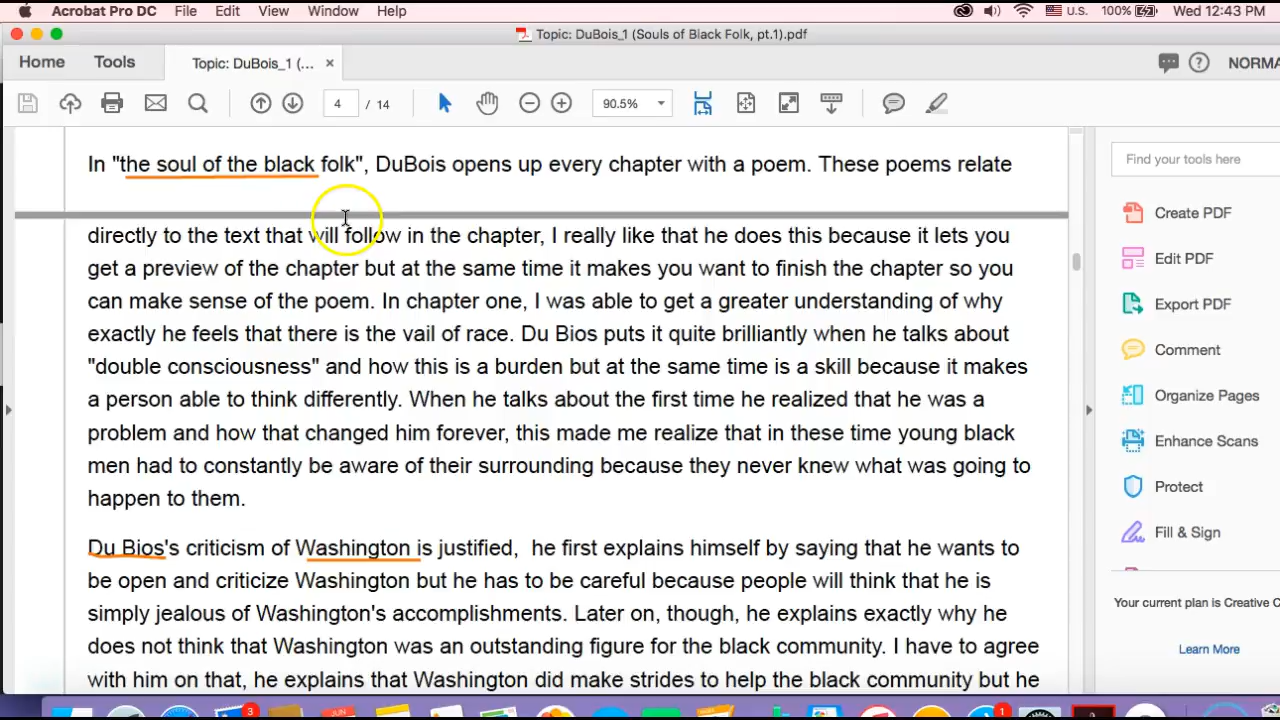 Acrobat Pro DC File Edit View Window Help U.S. 100% Wed 12:43 PM
Topic: DuBois_1 (Souls of Black Folk, pt.1).pdf
Home Tools Topic: DuBois_1 (... × NORMA
4 / 14 90.5%
In "the soul of the black folk", DuBois opens up every chapter with a poem. These poems relate
directly to the text that will follow in the chapter, I really like that he does this because it lets you
get a preview of the chapter but at the same time it makes you want to finish the chapter so you
can make sense of the poem. In chapter one, I was able to get a greater understanding of why
exactly he feels that there is the vail of race. Du Bios puts it quite brilliantly when he talks about
"double consciousness" and how this is a burden but at the same time is a skill because it makes
a person able to think differently. When he talks about the first time he realized that he was a
problem and how that changed him forever, this made me realize that in these time young black
men had to constantly be aware of their surrounding because they never knew what was going to
happen to them.
Du Bios's criticism of Washington is justified, he first explains himself by saying that he wants to
be open and criticize Washington but he has to be careful because people will think that he is
simply jealous of Washington's accomplishments. Later on, though, he explains exactly why he
does not think that Washington was an outstanding figure for the black community. I have to agree
with him on that, he explains that Washington did make strides to help the black community but he
Find your tools here
Create PDF
Edit PDF
Export PDF
Comment
Organize Pages
Enhance Scans
Protect
Fill & Sign
Your current plan is Creative C
Learn More
3
JUN
1